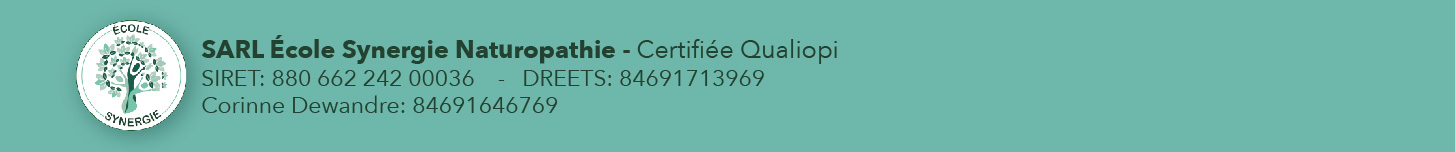 ÉCOLE
SYNERGIE
SARL École Synergie Naturopathie - Certifiée Qualiopi
SIRET: 880 662 242 00036 - DREETS: 84691713969
Corinne Dewandre: 84691646769